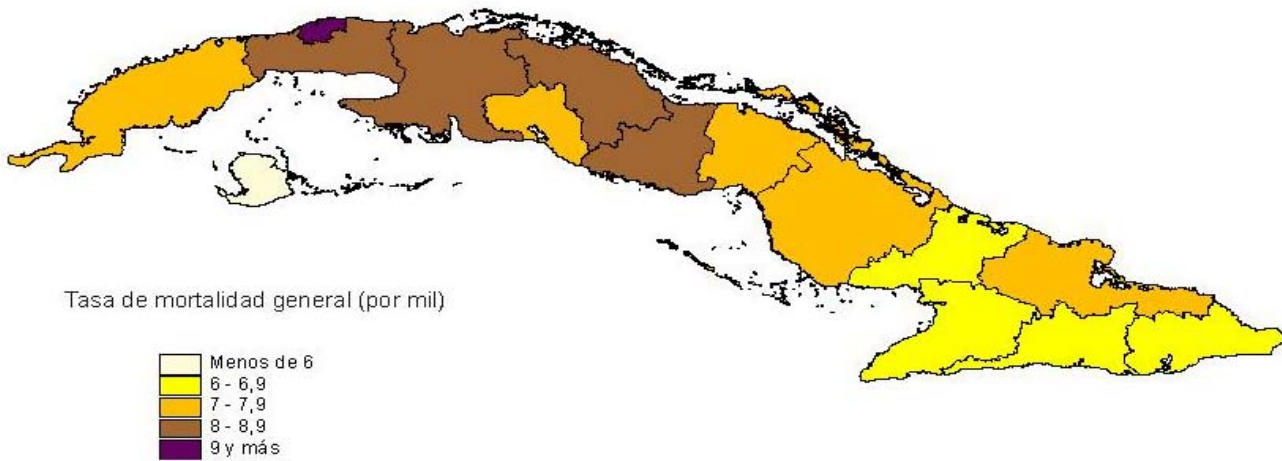 Tasa de mortalidad general (por mil)
Menos de 6
6 - 6,9
7 - 7,9
8 - 8,9
9 y más